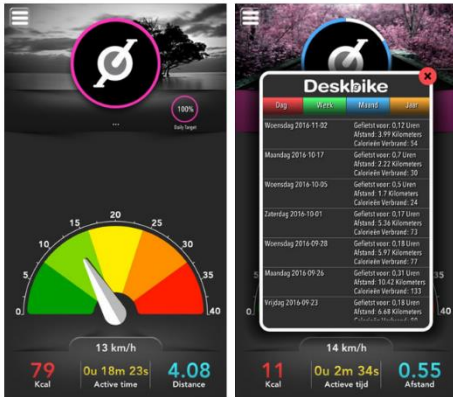 100%
Daily Target
...
0
5
10
15
20
25
30
35
40
13 km/h
79
Kcal
0u 18m 23s
Active time
4.08
Distance
Deskbike
Dag
Week
Maand
Jaar
Woensdag 2016-11-02
Gefietst voor: 0,12 Uren
Afstand: 3.99 Kilometers
Calorieën Verbrand: 54
Maandag 2016-10-17
Gefietst voor: 0,7 Uren
Afstand: 2.22 Kilometers
Calorieën Verbrand: 30
Woensdag 2016-10-05
Gefietst voor: 0,5 Uren
Afstand: 1.7 Kilometers
Calorieën Verbrand: 24
Zaterdag 2016-10-01
Gefietst voor: 0,17 Uren
Afstand: 5.36 Kilometers
Calorieën Verbrand: 73
Woensdag 2016-09-28
Gefietst voor: 0,18 Uren
Afstand: 5.97 Kilometers
Calorieën Verbrand: 77
Maandag 2016-09-26
Gefietst voor: 0,31 Uren
Afstand: 10.42 Kilometers
Calorieën Verbrand: 133
Vrijdag 2016-09-23
Gefietst voor: 0,18 Uren
Afstand: 6.68 Kilometers
5
35
0
40
14 km/h
11
Kcal
0u 2m 34s
Actieve tijd
0.55
Afstand